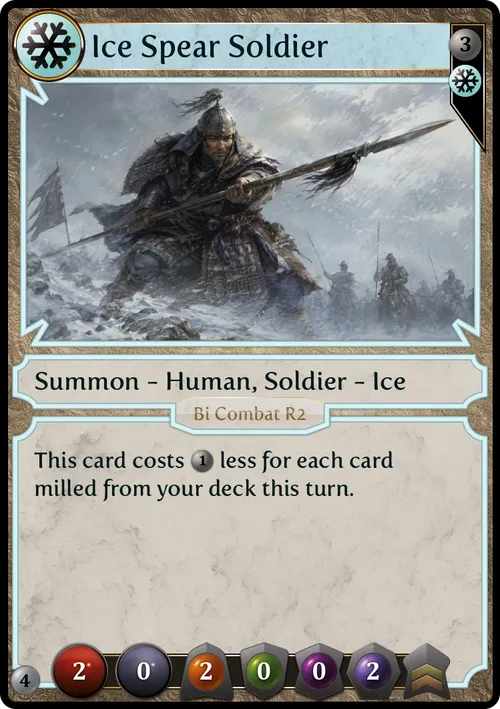 Ice Spear Soldier
3
Summon - Human, Soldier - Ice
Bi Combat R2
This card costs 1 less for each card
milled from your deck this turn.
4 2* 0* 2 0 0 2